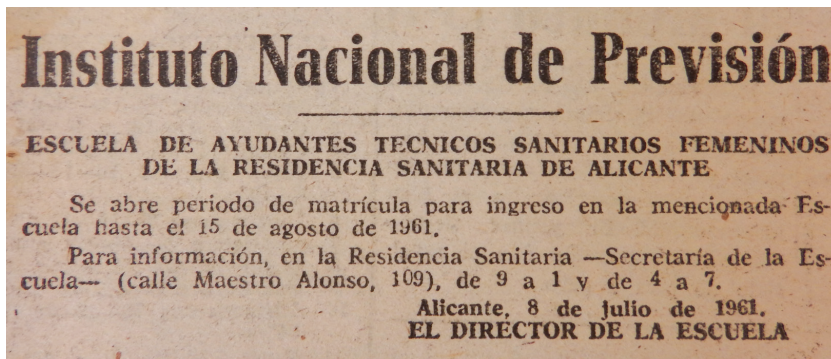 Instituto Nacional de Previsión
ESCUELA DE AYUDANTES TECNICOS SANITARIOS FEMENINOS
DE LA RESIDENCIA SANITARIA DE ALICANTE
Se abre periodo de matrícula para ingreso en la mencionada Es-
cuela hasta el 15 de agosto de 1961.
Para información, en la Residencia Sanitaria —Secretaría de la Es-
cuela— (calle Maestro Alonso, 109), de 9 a 1 y de 4 a 7.
Alicante, 8 de julio de 1961.
EL DIRECTOR DE LA ESCUELA